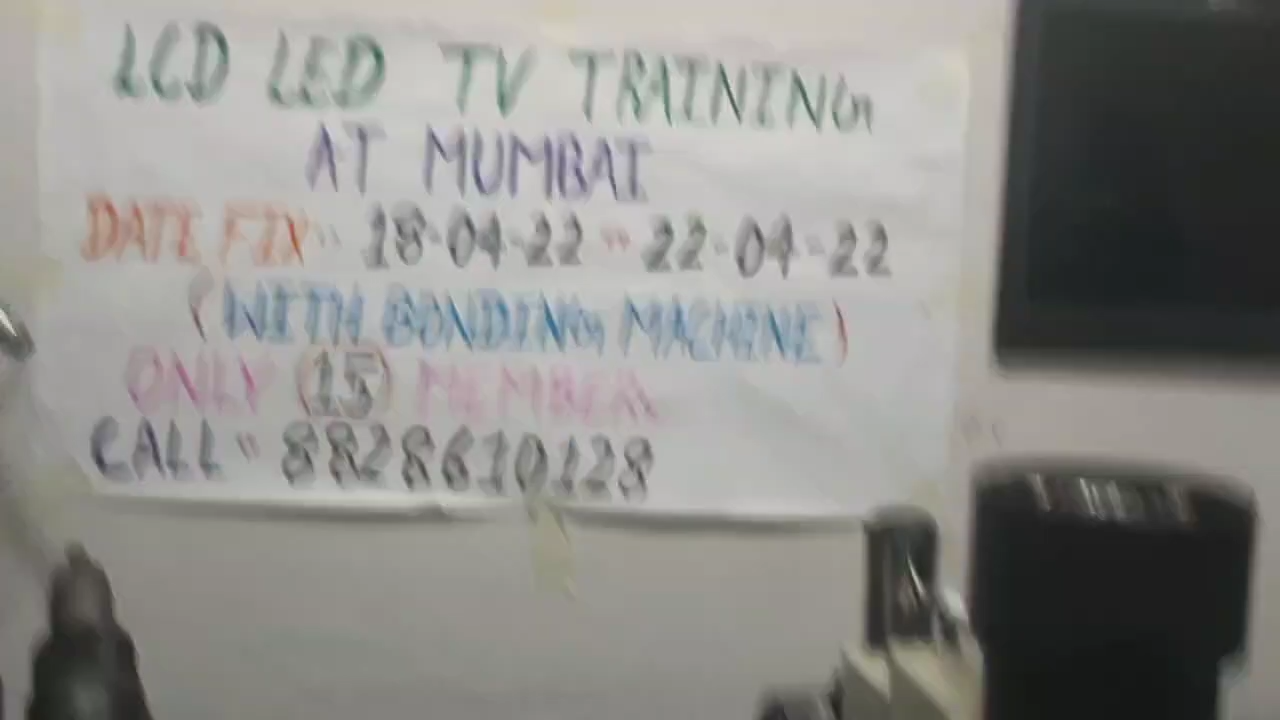 LCD LED TV TRAINING
AT MUMBAI
DATE FIX" 18-04-22 " 22-04-22
(WITH BONDING MACHINE)
ONLY (15) MEMBER
CALL " 8828610128